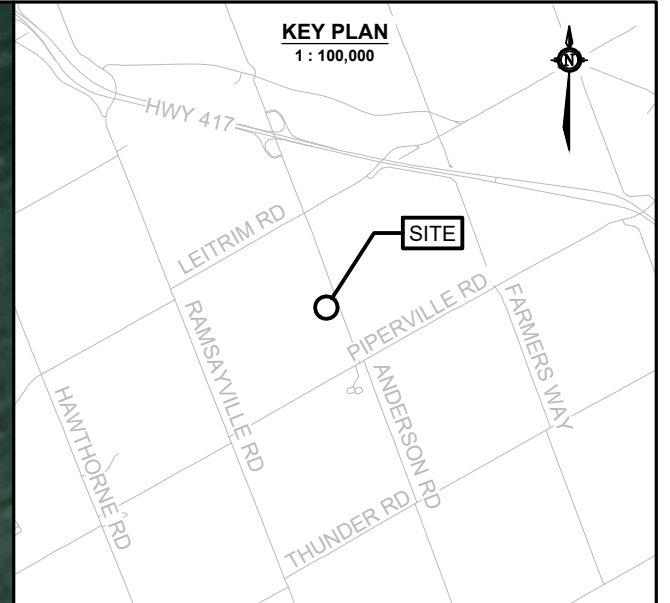 KEY PLAN
1 : 100,000
N
HWY 417
LEITRIM RD
SITE
RAMSAYVILLE RD
PIPERVILLE RD
FARMERS WAY
HAWTHORNE RD
ANDERSON RD
THUNDER RD